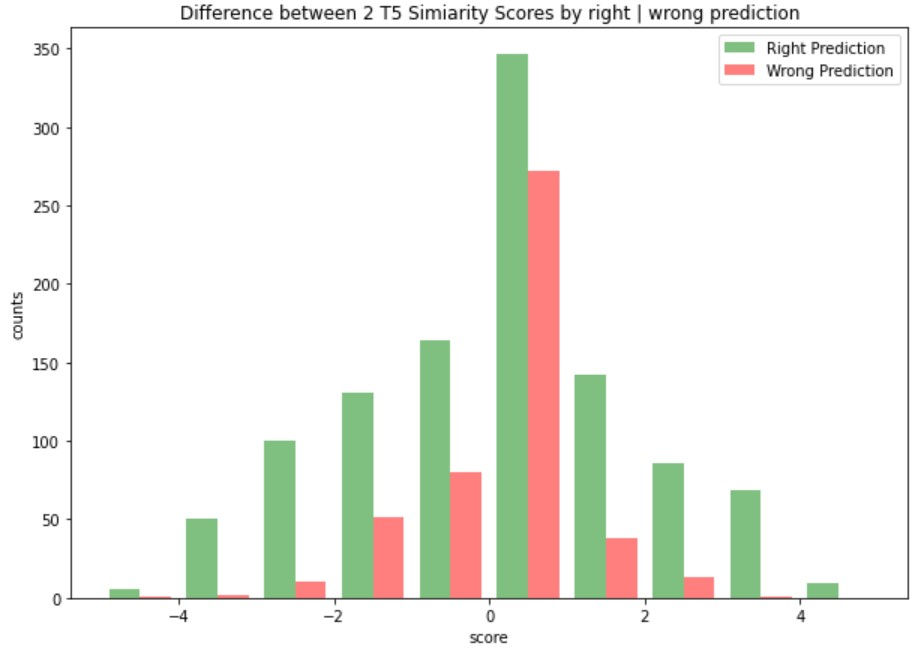 Difference between 2 T5 Simiarity Scores by right | wrong prediction
Right Prediction
Wrong Prediction
350
300
250
200
150
100
50
0
counts
−4
−2
0
2
4
score